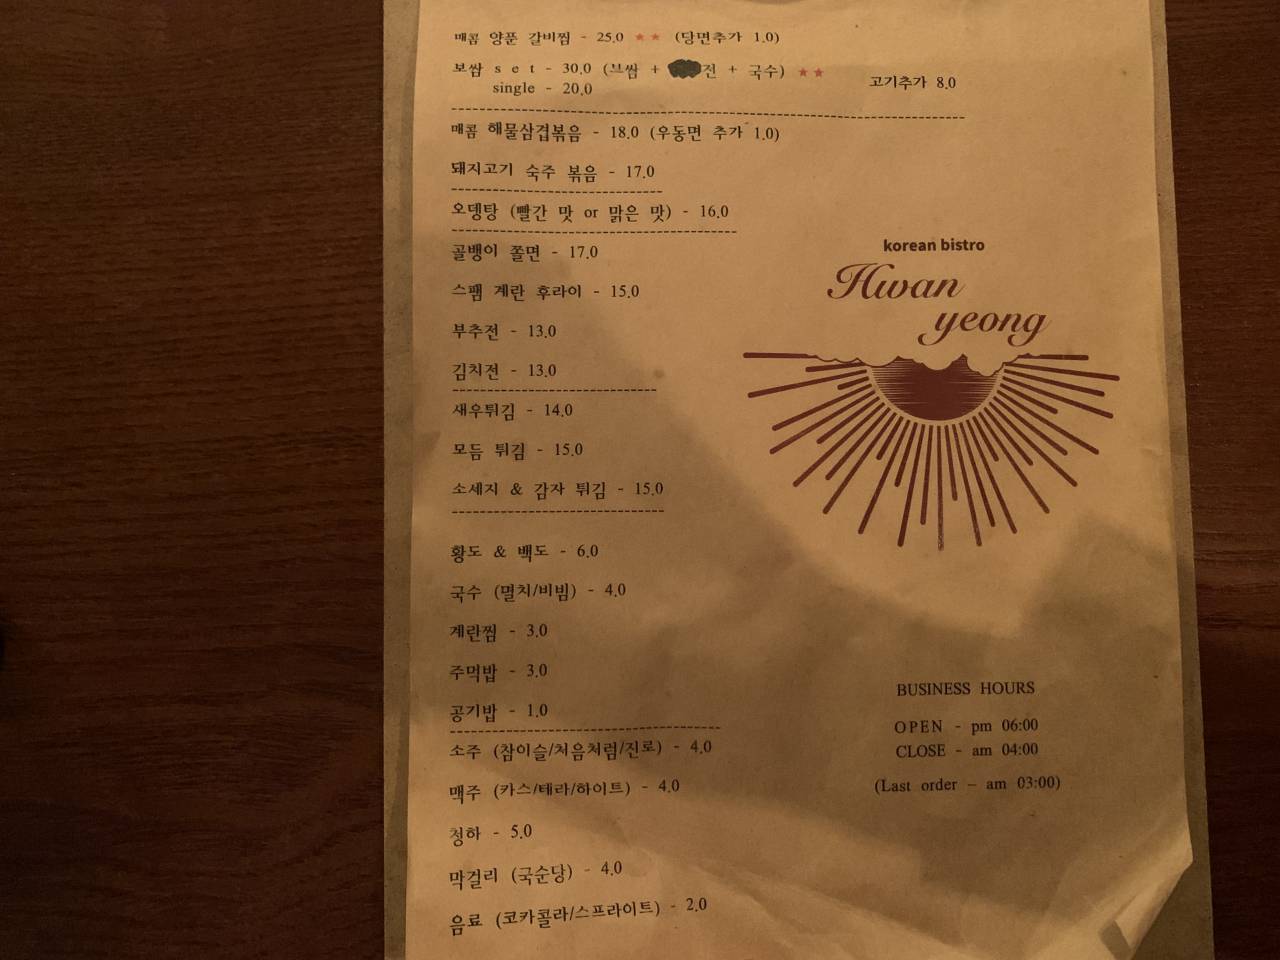 매콤 양푼 갈비찜 - 25.0 ★★ (당면추가 1.0)
보쌈 set - 30.0 (보쌈 + 전 + 국수) ★★
single - 20.0
고기추가 8.0
매콤 해물삼겹볶음 - 18.0 (우동면 추가 1.0)
돼지고기 숙주 볶음 - 17.0
오뎅탕 (빨간 맛 or 맑은 맛) - 16.0
골뱅이 쫄면 - 17.0
스팸 계란 후라이 - 15.0
부추전 - 13.0
김치전 - 13.0
새우튀김 - 14.0
모듬 튀김 - 15.0
소세지 & 감자 튀김 - 15.0
황도 & 백도 - 6.0
국수 (멸치/비빔) - 4.0
계란찜 - 3.0
주먹밥 - 3.0
공기밥 - 1.0
소주 (참이슬/처음처럼/진로) - 4.0
맥주 (카스/테라/하이트) - 4.0
청하 - 5.0
막걸리 (국순당) - 4.0
음료 (코카콜라/스프라이트) - 2.0
korean bistro
Hwan
yeong
BUSINESS HOURS
OPEN - pm 06:00
CLOSE - am 04:00
(Last order - am 03:00)